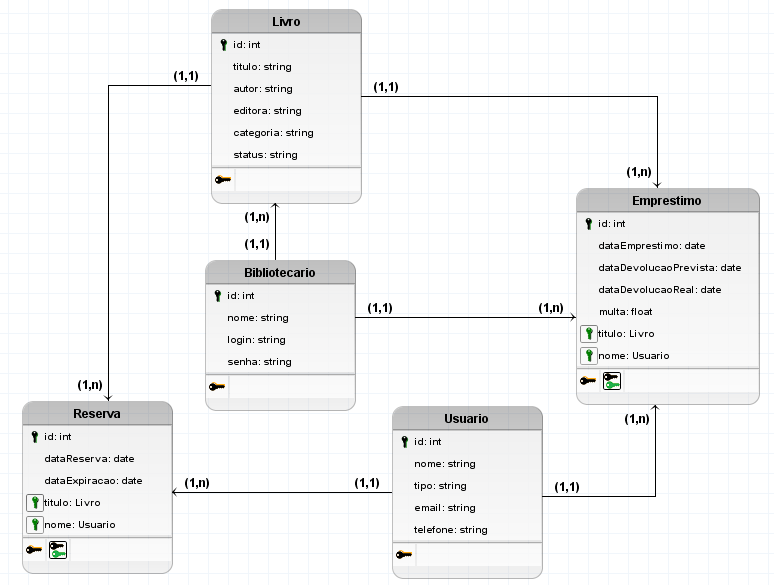 Livro
id: int
titulo: string
autor: string
editora: string
categoria: string
status: string
(1,1)
(1,1)
(1,n)
Emprestimo
id: int
dataEmprestimo: date
dataDevolucaoPrevista: date
dataDevolucaoReal: date
multa: float
titulo: Livro
nome: Usuario
(1,n)
(1,1)
Bibliotecario
id: int
nome: string
login: string
senha: string
(1,1)
(1,n)
(1,n)
Reserva
id: int
dataReserva: date
dataExpiracao: date
titulo: Livro
nome: Usuario
(1,n)
(1,1)
Usuario
id: int
nome: string
tipo: string
email: string
telefone: string
(1,n)
(1,1)